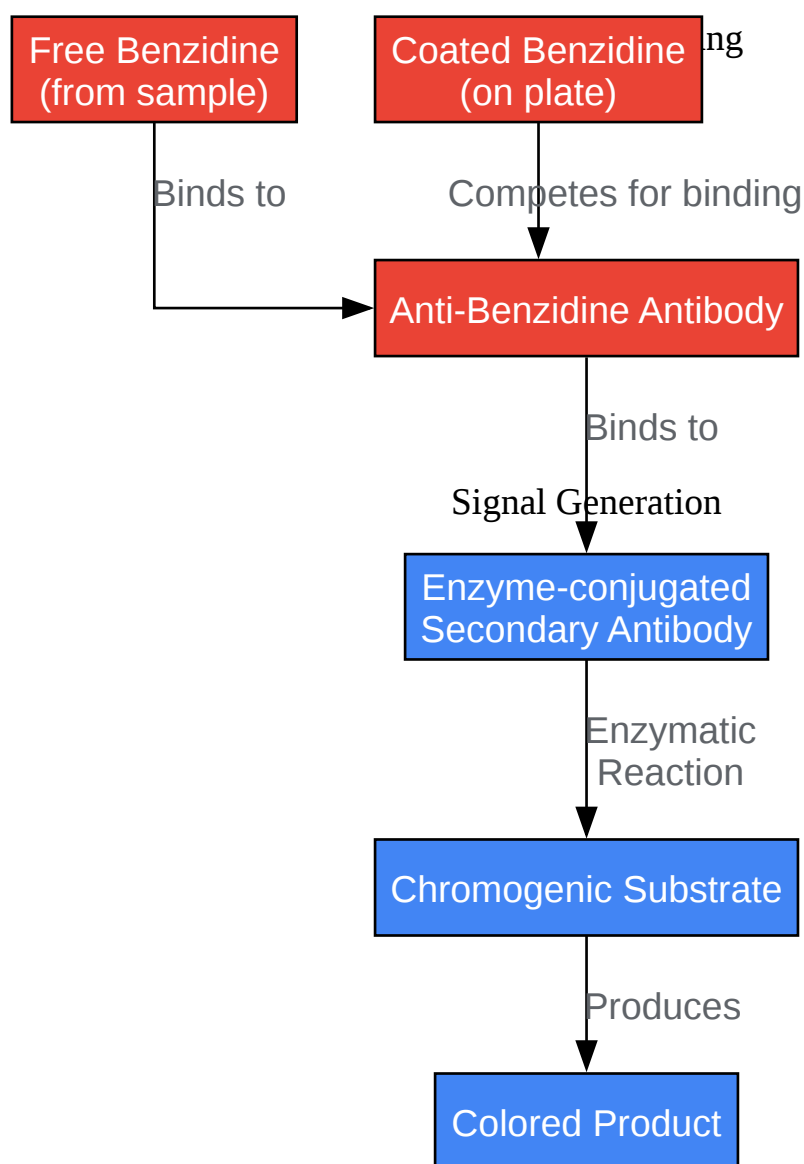 Free Benzidine
(from sample)
Coated Benzidine
(on plate)
Binds to
Competes for binding
Anti-Benzidine Antibody
Binds to
Signal Generation
Enzyme-conjugated
Secondary Antibody
Enzymatic
Reaction
Chromogenic Substrate
Produces
Colored Product